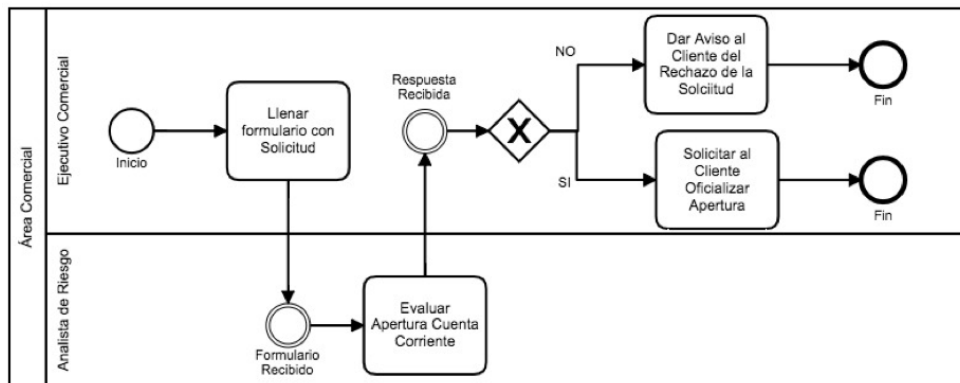 Área Comercial
Ejecutivo Comercial
Inicio
Llenar
formulario con
Solicitud
Respuesta
Recibida
X
NO
SI
Dar Aviso al
Cliente del
Rechazo de la
Solciitud
Fin
Solicitar al
Cliente
Oficializar
Apertura
Fin
Analista de Riesgo
Formulario
Recibido
Evaluar
Apertura Cuenta
Corriente